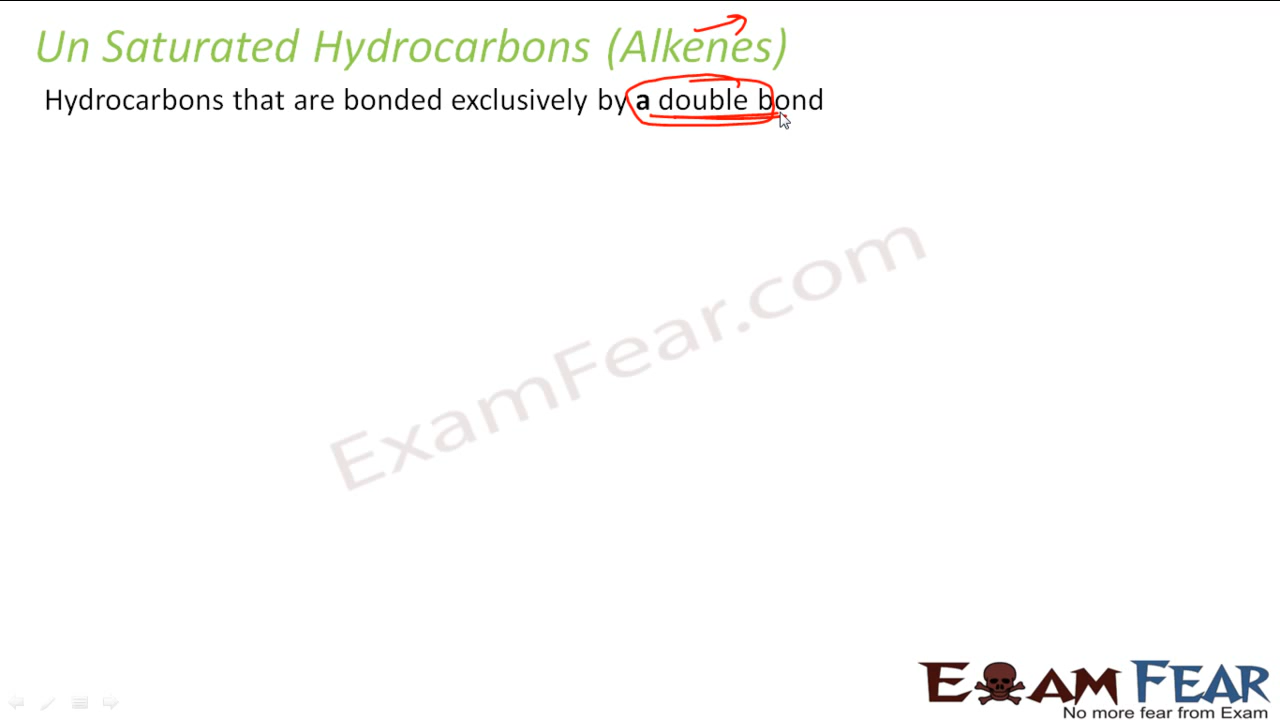 Un Saturated Hydrocarbons (Alkenes)
Hydrocarbons that are bonded exclusively by a double bond
ExamFear.com
EXAM FEAR
No more fear from Exam